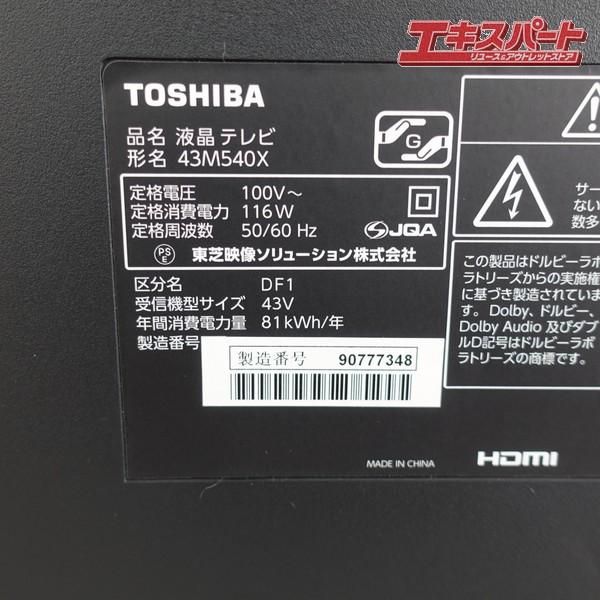 エキスパート
リユース&アウトレットストア
TOSHIBA
品名 液晶テレビ
形名 43M540X
G
定格電圧 100V～
定格消費電力 116W
定格周波数 50/60 Hz
JQA
PS
E
東芝映像ソリューション株式会社
区分名 DF1
受信機型サイズ 43V
年間消費電力量 81kWh/年
製造番号
製造番号 90777348
MADE IN CHINA
HDMI
サー
ない
数多
この製品はドルビーラボ
ラトリーズからの実施権
に基づき製造されていま
す。Dolby、ドルビー、
Dolby Audio 及びダブ
ルD記号はドルビーラボ
ラトリーズの商標です。